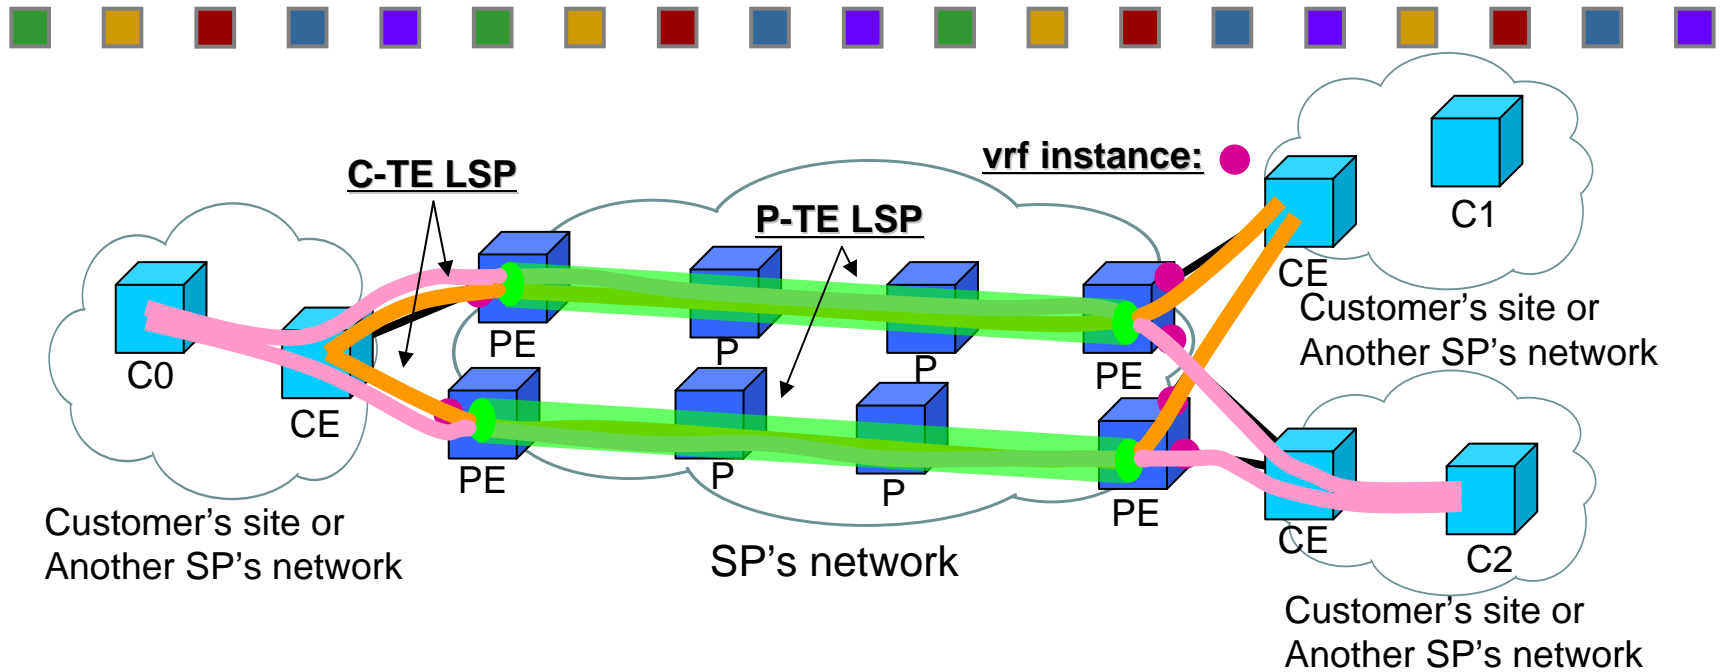 vrf instance:
C-TE LSP
P-TE LSP
C1
CE
PE
P
P
PE
C0
CE
PE
P
P
PE
CE
C2
Customer’s site or
Another SP’s network
Customer’s site or
Another SP’s network
SP’s network
Customer’s site or
Another SP’s network